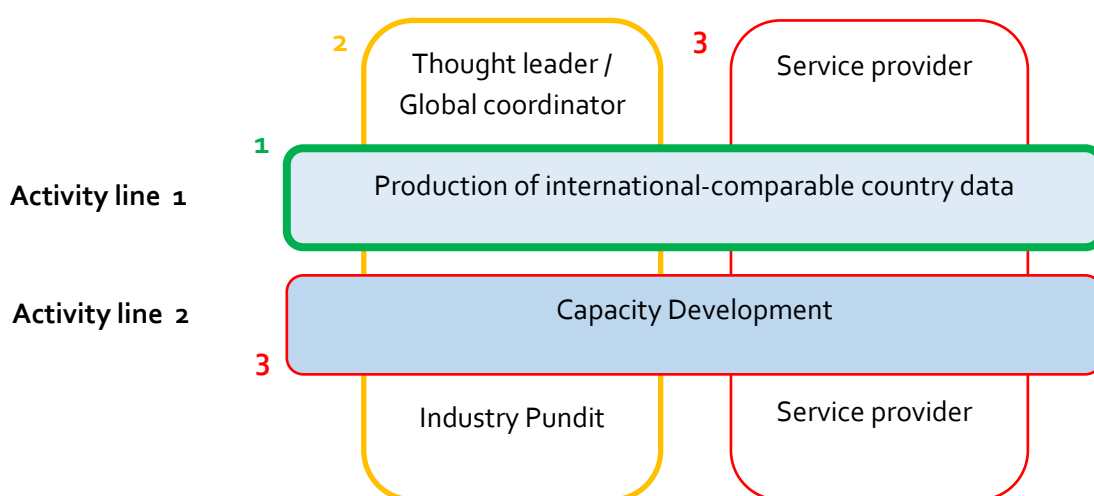 2
Thought leader /
Global coordinator
3
Service provider
1
Activity line 1
Production of international-comparable country data
Activity line 2
Capacity Development
3
Industry Pundit
Service provider